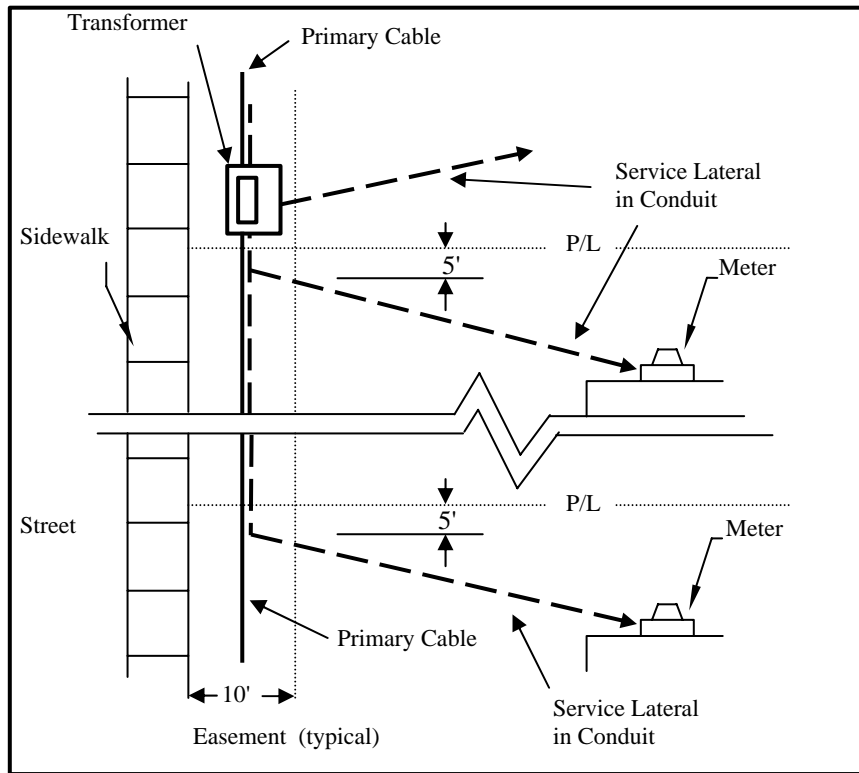 Transformer
Primary Cable
Service Lateral
in Conduit
Sidewalk
P/L
5'
Meter
P/L
Street
5'
Meter
Primary Cable
10'
Service Lateral
in Conduit
Easement (typical)